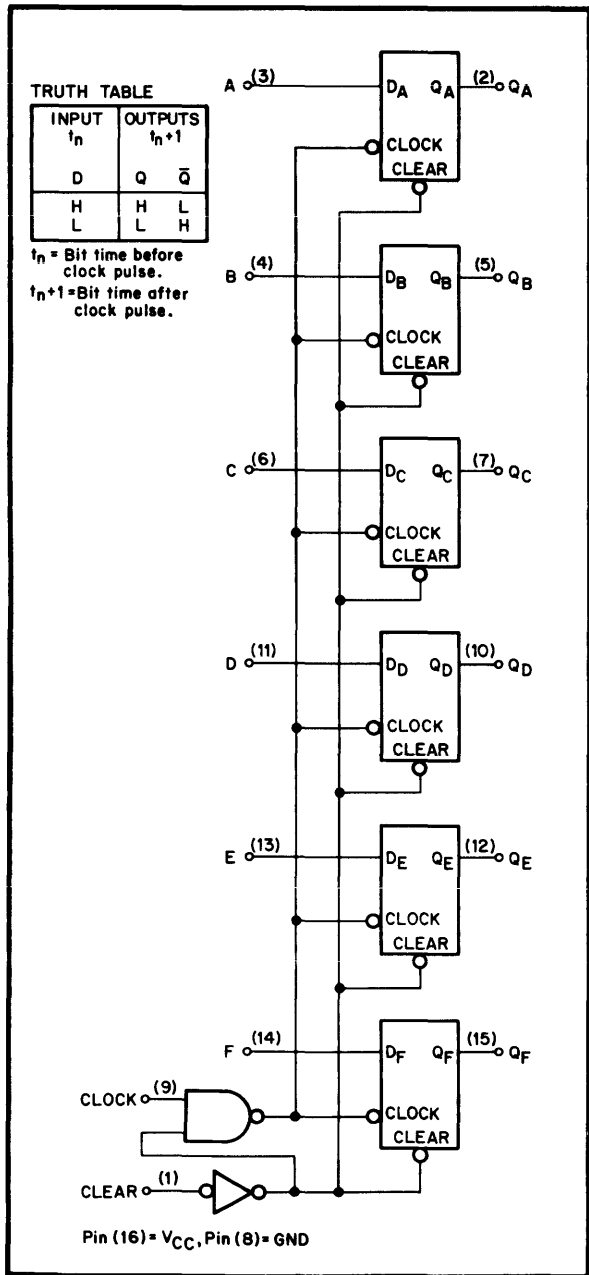 TRUTH TABLE
INPUT OUTPUTS
tn tn+1
D Q Q̅
H H L
L L H
tn = Bit time before
clock pulse.
tn+1=Bit time after
clock pulse.
A (3) DA QA (2) QA
CLOCK
CLEAR
B (4) DB QB (5) QB
CLOCK
CLEAR
C (6) DC QC (7) QC
CLOCK
CLEAR
D (11) DD QD (10) QD
CLOCK
CLEAR
E (13) DE QE (12) QE
CLOCK
CLEAR
F (14) DF QF (15) QF
CLOCK (9) CLOCK
CLEAR
CLEAR (1)
Pin (16) = VCC, Pin (8) = GND